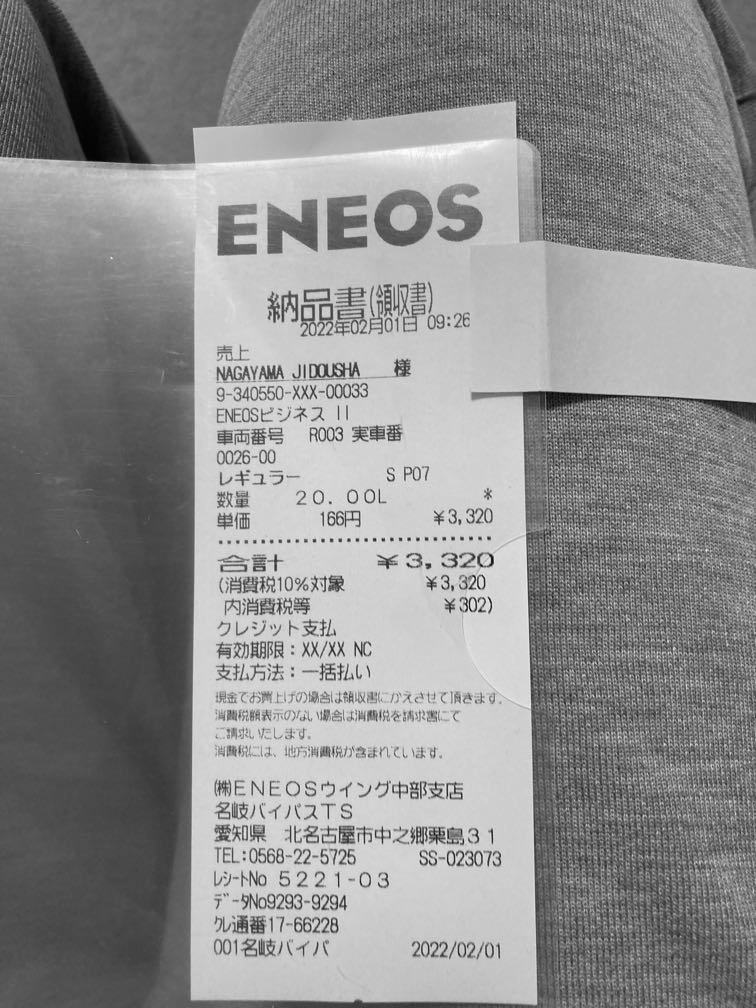 ENEOS
納品書(領収書)
2022年02月01日 09:26
売上
NAGAYAMA JIDOUSHA 様
9-340550-XXX-00033
ENEOSビジネス II
車両番号 R003 実車番
0026-00
レギュラー S P07
数量 20.00L *
単価 166円 ¥3,320
合計 ¥3,320
(消費税10%対象 ¥3,320
内消費税等 ¥302)
クレジット支払
有効期限:XX/XX NC
支払方法:一括払い
現金でお買上げの場合は領収書にかえさせて頂きます。
消費税額表示のない場合は消費税を請求書にて
ご請求いたします。
消費税には、地方消費税が含まれています。
㈱ENEOSウイング中部支店
名岐バイパスTS
愛知県 北名古屋市中之郷栗島31
TEL:0568-22-5725 SS-023073
レシートNo 5221-03
データNo9293-9294
クレ通番17-66228
001名岐バイパ 2022/02/01